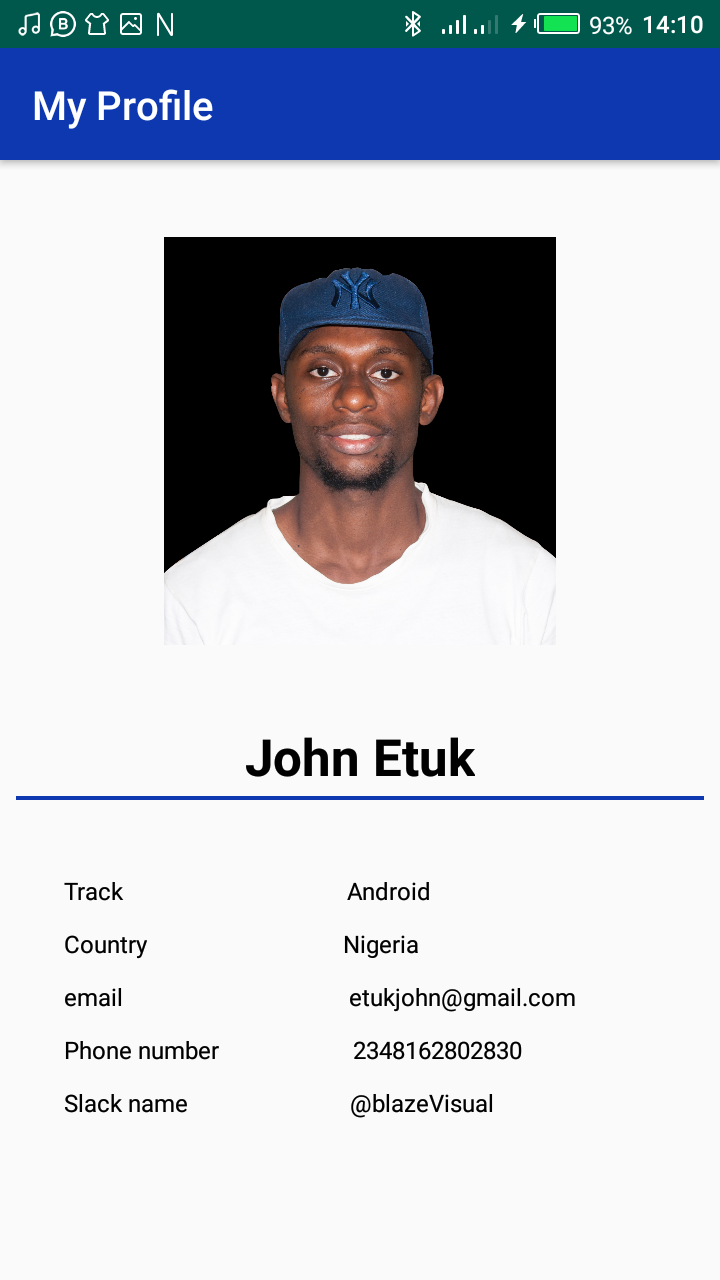 93% 14:10
My Profile
NY
John Etuk
Track Android
Country Nigeria
email etukjohn@gmail.com
Phone number 2348162802830
Slack name @blazeVisual